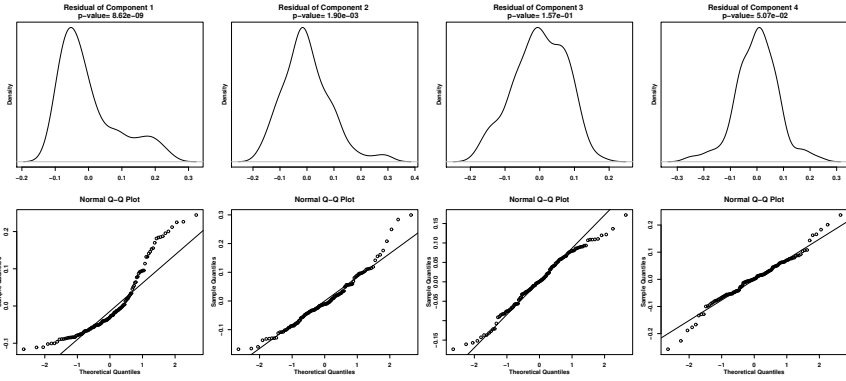 Residual of Component 1
p-value= 8.62e-09
Density
-0.2 -0.1 0.0 0.1 0.2 0.3
Residual of Component 2
p-value= 1.90e-03
Density
-0.2 -0.1 0.0 0.1 0.2 0.3 0.4
Residual of Component 3
p-value= 1.57e-01
Density
-0.2 -0.1 0.0 0.1 0.2
Residual of Component 4
p-value= 5.07e-02
Density
-0.3 -0.2 -0.1 0.0 0.1 0.2 0.3
Normal Q-Q Plot
Sample Quantiles
0.2
0.1
0.0
-0.1
-2 -1 0 1 2
Theoretical Quantiles
Normal Q-Q Plot
Sample Quantiles
0.3
0.2
0.1
0.0
-0.1
-2 -1 0 1 2
Theoretical Quantiles
Normal Q-Q Plot
Sample Quantiles
0.15
0.10
0.00
-0.05
-0.15
-2 -1 0 1 2
Theoretical Quantiles
Normal Q-Q Plot
Sample Quantiles
0.2
0.1
0.0
-0.1
-0.2
-2 -1 0 1 2
Theoretical Quantiles